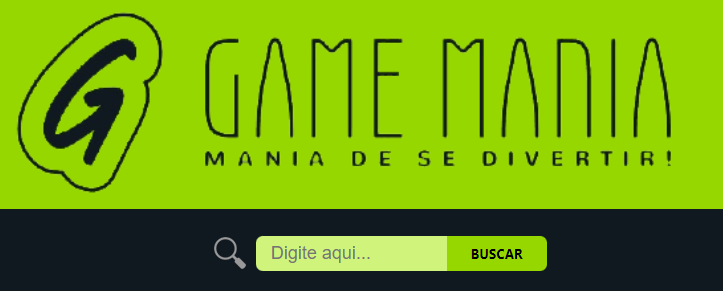 G
GAME MANIA
MANIA DE SE DIVERTIR!
Digite aqui...
BUSCAR